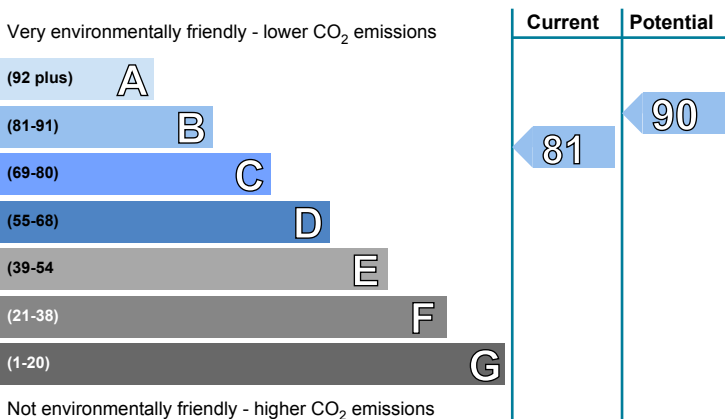 Very environmentally friendly - lower CO2 emissions
Current
Potential
(92 plus) A
(81-91) B
(69-80) C
(55-68) D
(39-54 E
(21-38) F
(1-20) G
81
90
Not environmentally friendly - higher CO2 emissions